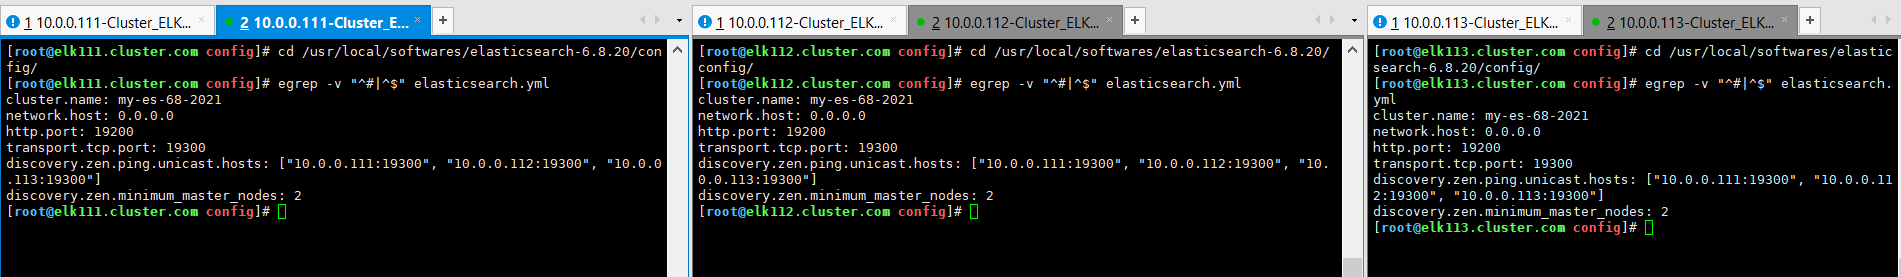 1 10.0.0.111-Cluster_ELK...
2 10.0.0.111-Cluster_E...
[root@elk111.cluster.com config]# cd /usr/local/softwares/elasticsearch-6.8.20/con
fig/
[root@elk111.cluster.com config]# egrep -v "^#|^$" elasticsearch.yml
cluster.name: my-es-68-2021
network.host: 0.0.0.0
http.port: 19200
transport.tcp.port: 19300
discovery.zen.ping.unicast.hosts: ["10.0.0.111:19300", "10.0.0.112:19300", "10.0.0
.113:19300"]
discovery.zen.minimum_master_nodes: 2
[root@elk111.cluster.com config]#
1 10.0.0.112-Cluster_ELK...
2 10.0.0.112-Cluster_ELK...
[root@elk112.cluster.com config]# cd /usr/local/softwares/elasticsearch-6.8.20/
config/
[root@elk112.cluster.com config]# egrep -v "^#|^$" elasticsearch.yml
cluster.name: my-es-68-2021
network.host: 0.0.0.0
http.port: 19200
transport.tcp.port: 19300
discovery.zen.ping.unicast.hosts: ["10.0.0.111:19300", "10.0.0.112:19300", "10.
0.0.113:19300"]
discovery.zen.minimum_master_nodes: 2
[root@elk112.cluster.com config]#
1 10.0.0.113-Cluster_ELK...
2 10.0.0.113-Cluster_ELK...
[root@elk113.cluster.com config]# cd /usr/local/softwares/elastic
search-6.8.20/config/
[root@elk113.cluster.com config]# egrep -v "^#|^$" elasticsearch.
yml
cluster.name: my-es-68-2021
network.host: 0.0.0.0
http.port: 19200
transport.tcp.port: 19300
discovery.zen.ping.unicast.hosts: ["10.0.0.111:19300", "10.0.0.11
2:19300", "10.0.0.113:19300"]
discovery.zen.minimum_master_nodes: 2
[root@elk113.cluster.com config]#